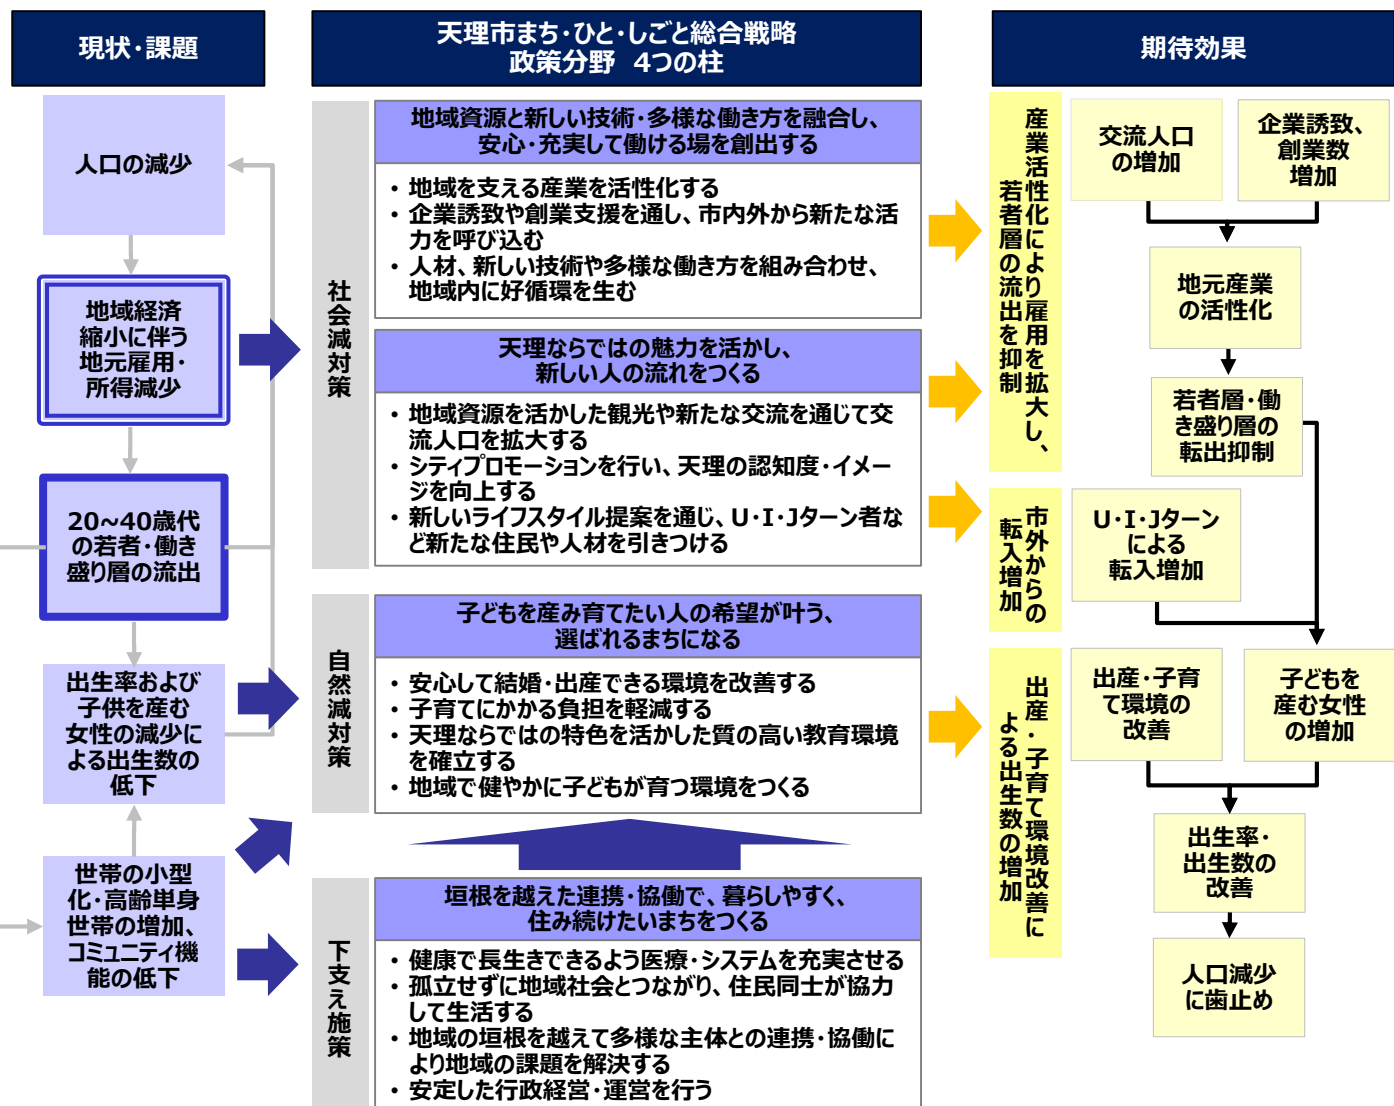 現状・課題
人口の減少
地域経済
縮小に伴う
地元雇用・
所得減少
20~40歳代
の若者・働き
盛り層の流出
出生率および
子供を産む
女性の減少に
よる出生数の
低下
世帯の小型
化・高齢単身
世帯の増加、
コミュニティ機
能の低下
天理市まち・ひと・しごと総合戦略
政策分野 4つの柱
社会減対策
地域資源と新しい技術・多様な働き方を融合し、
安心・充実して働ける場を創出する
・ 地域を支える産業を活性化する
・ 企業誘致や創業支援を通し、市内外から新たな活
力を呼び込む
・ 人材、新しい技術や多様な働き方を組み合わせ、
地域内に好循環を生む
天理ならではの魅力を活かし、
新しい人の流れをつくる
・ 地域資源を活かした観光や新たな交流を通じて交
流人口を拡大する
・ シティプロモーションを行い、天理の認知度・イメー
ジを向上する
・ 新しいライフスタイル提案を通じ、U・I・Jターン者な
ど新たな住民や人材を引きつける
自然減対策
子どもを産み育てたい人の希望が叶う、
選ばれるまちになる
・ 安心して結婚・出産できる環境を改善する
・ 子育てにかかる負担を軽減する
・ 天理ならではの特色を活かした質の高い教育環境
を確立する
・ 地域で健やかに子どもが育つ環境をつくる
下支え施策
垣根を越えた連携・協働で、暮らしやすく、
住み続けたいまちをつくる
・ 健康で長生きできるよう医療・システムを充実させる
・ 孤立せずに地域社会とつながり、住民同士が協力
して生活する
・ 地域の垣根を越えて多様な主体との連携・協働に
より地域の課題を解決する
・ 安定した行政経営・運営を行う
期待効果
産業活性化により雇用を拡大し、
若者層の流出を抑制
交流人口
の増加
企業誘致、
創業数
増加
地元産業
の活性化
若者層・働
き盛り層の
転出抑制
市外からの
転入増加
U・I・Jターン
による
転入増加
出産・子育て環境改善に
よる出生数の増加
出産・子育
て環境の
改善
子どもを
産む女性
の増加
出生率・
出生数の
改善
人口減少
に歯止め